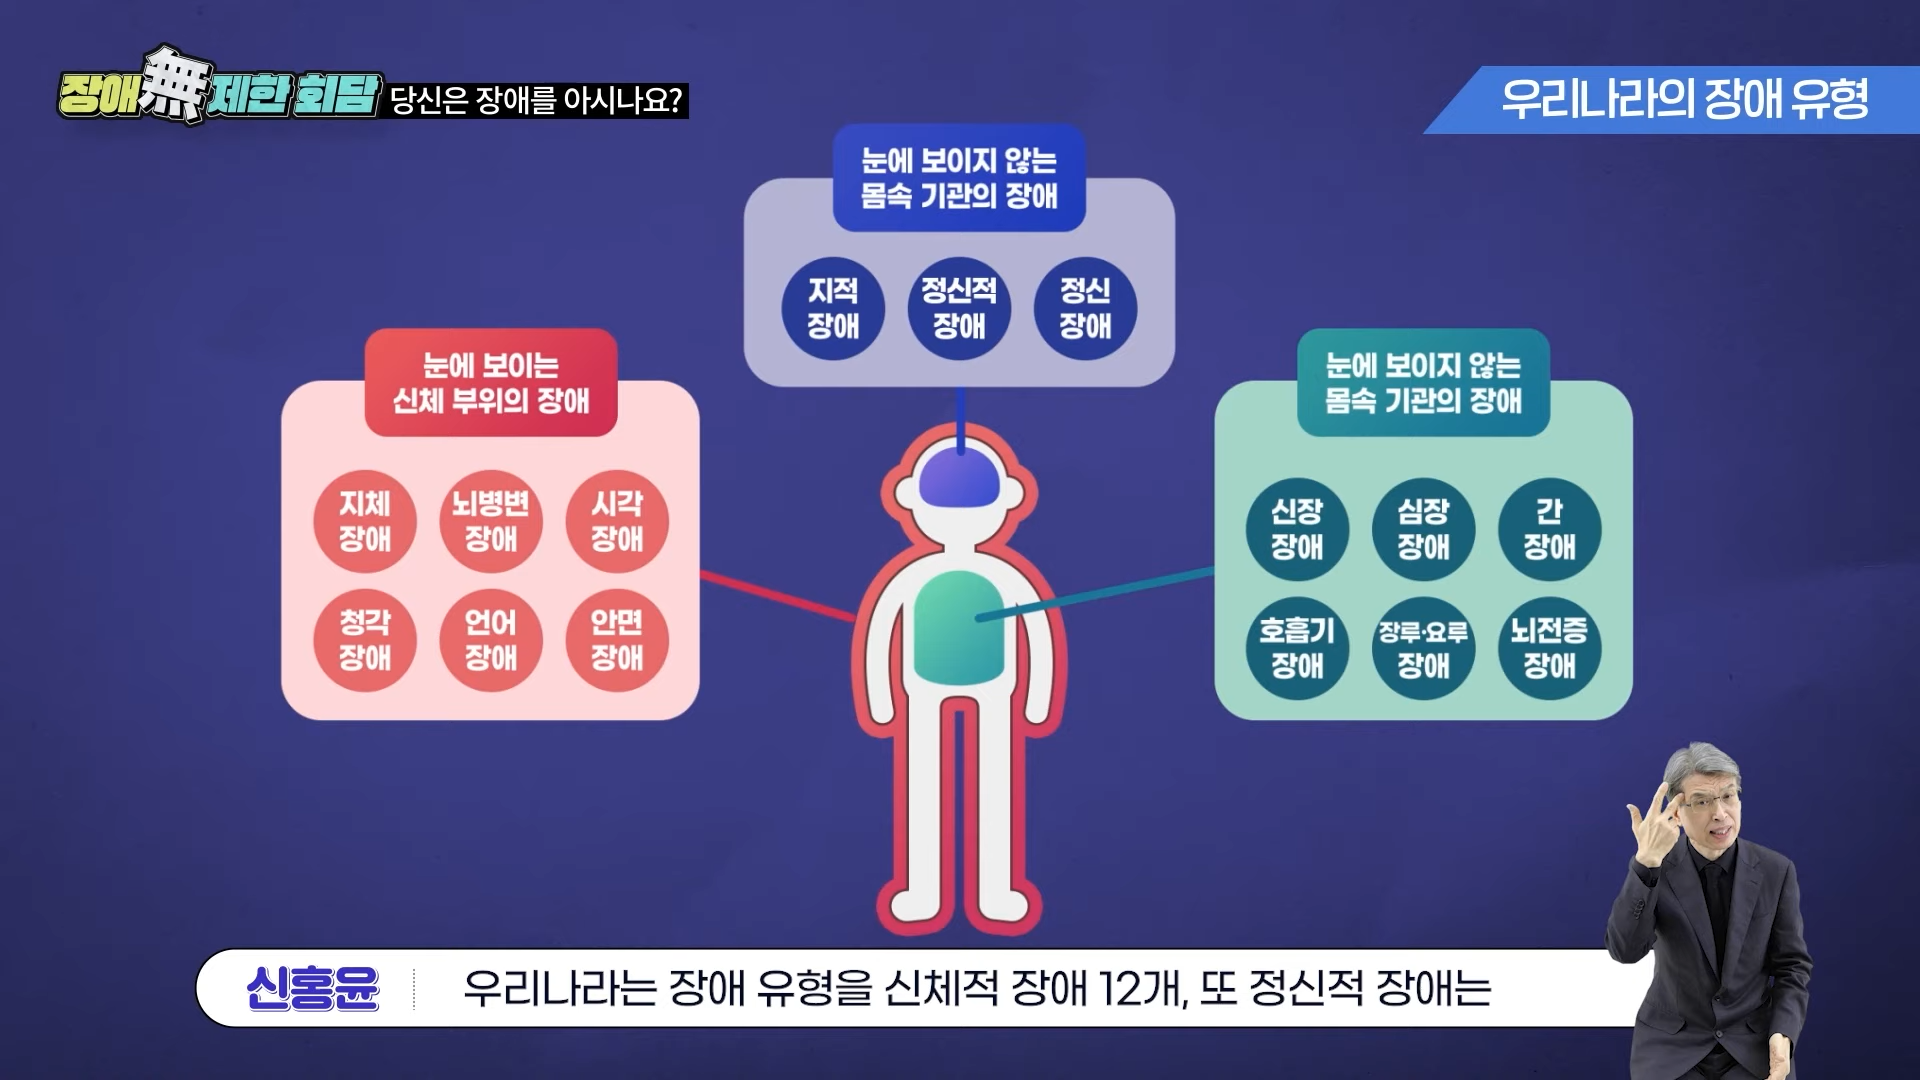 장애無제한 회담 당신은 장애를 아시나요?
우리나라의 장애 유형
눈에 보이지 않는
몸속 기관의 장애
지적
장애
정신적
장애
정신
장애
눈에 보이는
신체 부위의 장애
지체
장애
뇌병변
장애
시각
장애
청각
장애
언어
장애
안면
장애
눈에 보이지 않는
몸속 기관의 장애
신장
장애
심장
장애
간
장애
호흡기
장애
장루·요루
장애
뇌전증
장애
신홍윤
우리나라는 장애 유형을 신체적 장애 12개, 또 정신적 장애는